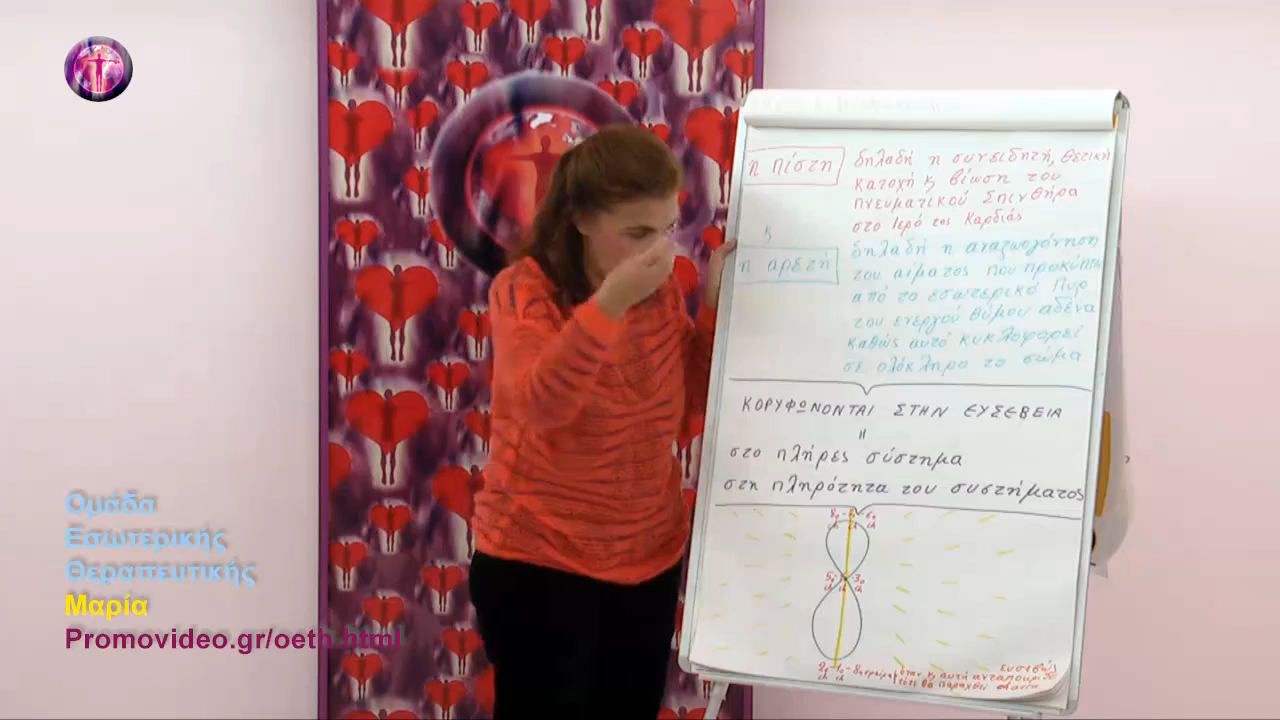 η πίστη
δηλαδή η συνειδητή, θετική
κατοχή ς βίωση του
πνευματικού Σπινθήρα
στο Ιερό της Καρδιάς
ς
η αρετή
δηλαδή η αναζωογόνηση
του αίματος που προκύπτει
από το εσωτερικό Πυρ
του ενεργού θύμου αδένα
καθώς αυτό κυκλοφορεί
σε ολόκληρο το σώμα
ΚΟΡΥΦΩΝΟΝΤΑΙ ΣΤΗΝ ΕΥΣΕΒΕΙΑ
=
στο πλήρες σύστημα
στη πληρότητα του συστήματος
Ομάδα
Εσωτερικής
Θεραπευτικής
Μαρία
Promovideo.gr/oeth.html